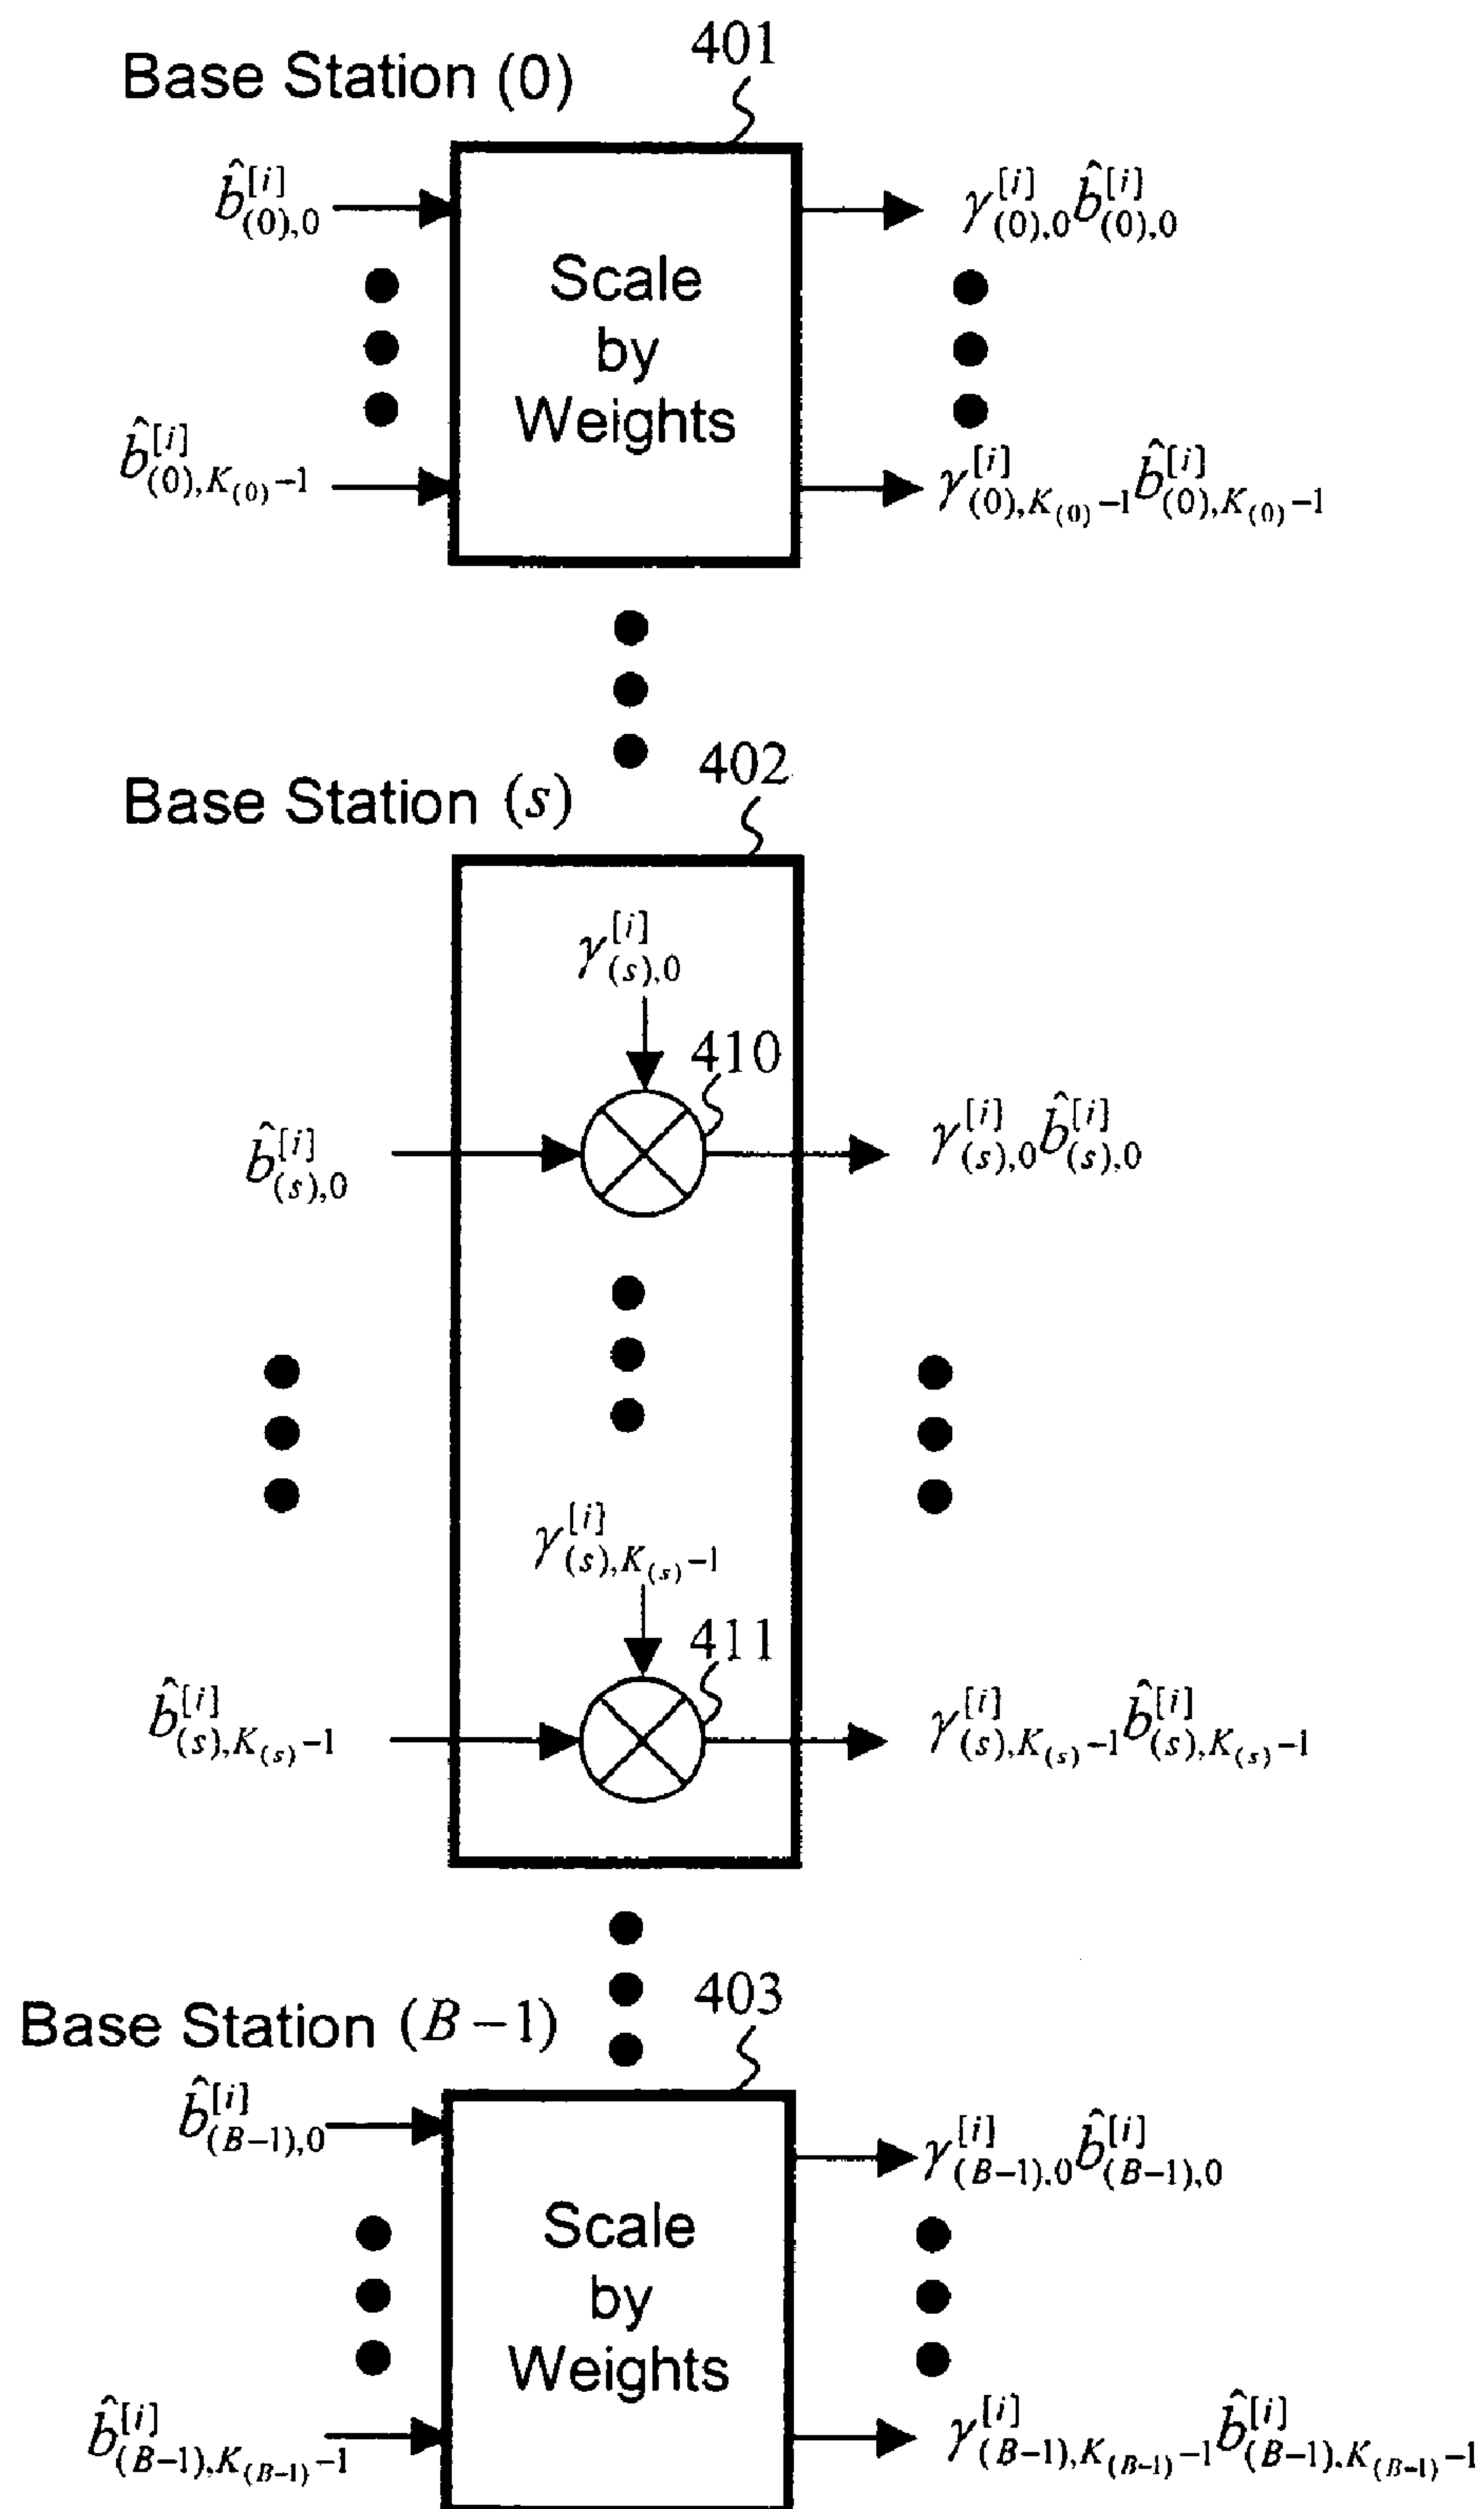 401
Base Station (0)
b̂^{[i]}_{(0),0}
γ^{[i]}_{(0),0} b̂^{[i]}_{(0),0}
Scale
by
Weights
b̂^{[i]}_{(0),K_{(0)}−1}
γ^{[i]}_{(0),K_{(0)}−1} b̂^{[i]}_{(0),K_{(0)}−1}
402
Base Station (s)
γ^{[i]}_{(s),0}
410
b̂^{[i]}_{(s),0}
γ^{[i]}_{(s),0} b̂^{[i]}_{(s),0}
γ^{[i]}_{(s),K_{(s)}−1}
411
b̂^{[i]}_{(s),K_{(s)}−1}
γ^{[i]}_{(s),K_{(s)}−1} b̂^{[i]}_{(s),K_{(s)}−1}
403
Base Station (B−1)
b̂^{[i]}_{(B−1),0}
γ^{[i]}_{(B−1),0} b̂^{[i]}_{(B−1),0}
Scale
by
Weights
b̂^{[i]}_{(B−1),K_{(B−1)}−1}
γ^{[i]}_{(B−1),K_{(B−1)}−1} b̂^{[i]}_{(B−1),K_{(B−1)}−1}